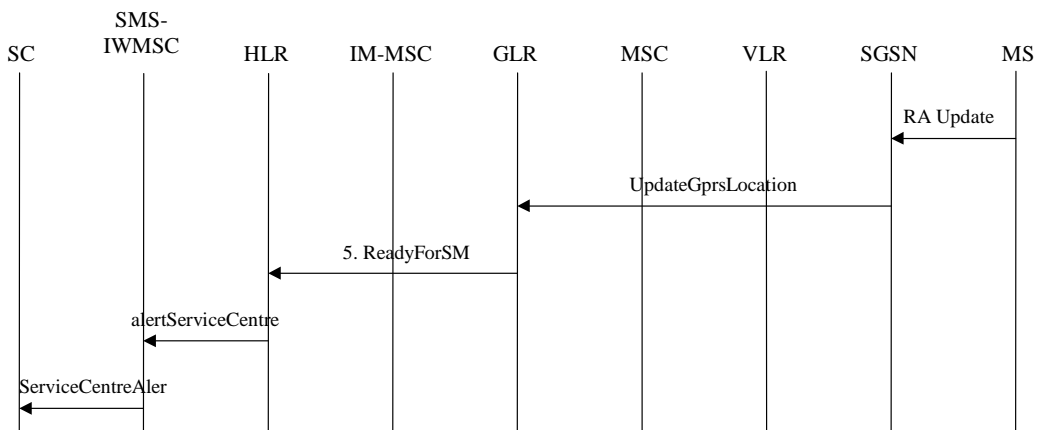 SMS-
IWMSC
SC HLR IM-MSC GLR MSC VLR SGSN MS
RA Update
UpdateGprsLocation
5. ReadyForSM
alertServiceCentre
ServiceCentreAler